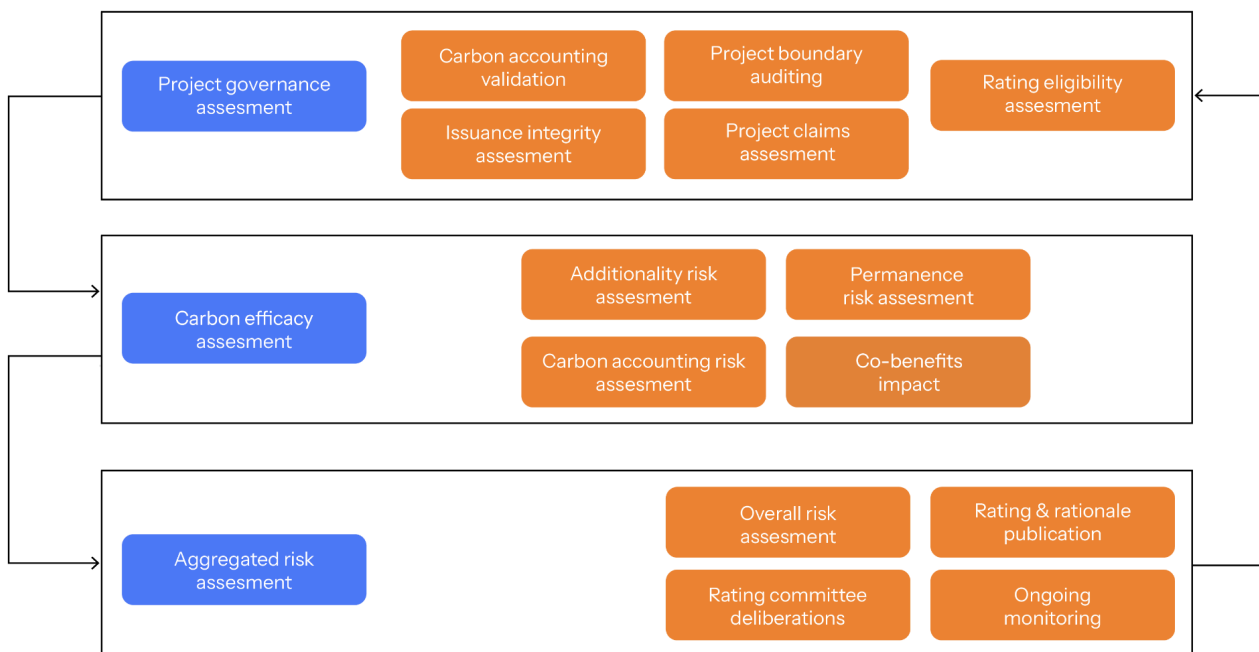 Project governance
assesment
Carbon accounting
validation
Project boundary
auditing
Issuance integrity
assesment
Project claims
assesment
Rating eligibility
assesment
Carbon efficacy
assesment
Additionality risk
assesment
Permanence
risk assesment
Carbon accounting risk
assesment
Co-benefits
impact
Aggregated risk
assesment
Overall risk
assesment
Rating & rationale
publication
Rating committee
deliberations
Ongoing
monitoring